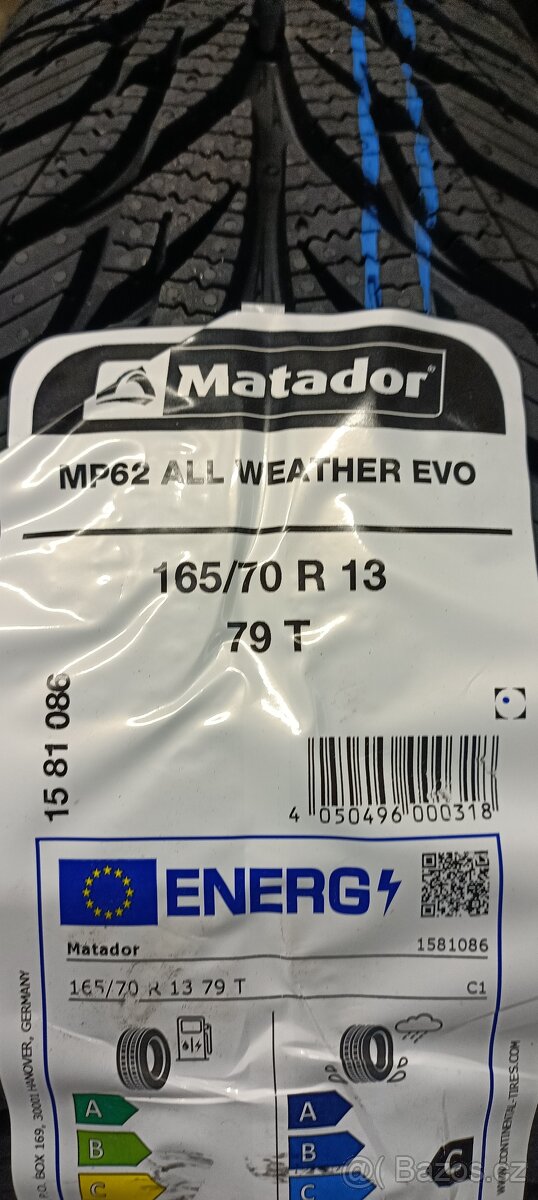 Matador
MP62 ALL WEATHER EVO
165/70 R 13
79 T
15 81 086
4 050496 000318
ENERG
Matador 1581086
165/70 R 13 79 T C1
A A
B B
C C C
P.O. BOX 169, 30001 HANOVER, GERMANY
WWW.CONTINENTAL-TIRES.COM
@Bazos.cz